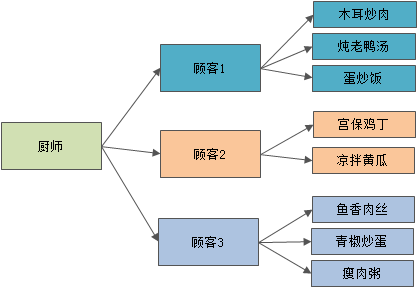 木耳炒肉
炖老鸭汤
顾客1
蛋炒饭
宫保鸡丁
厨师
顾客2
凉拌黄瓜
鱼香肉丝
顾客3
青椒炒蛋
瘦肉粥